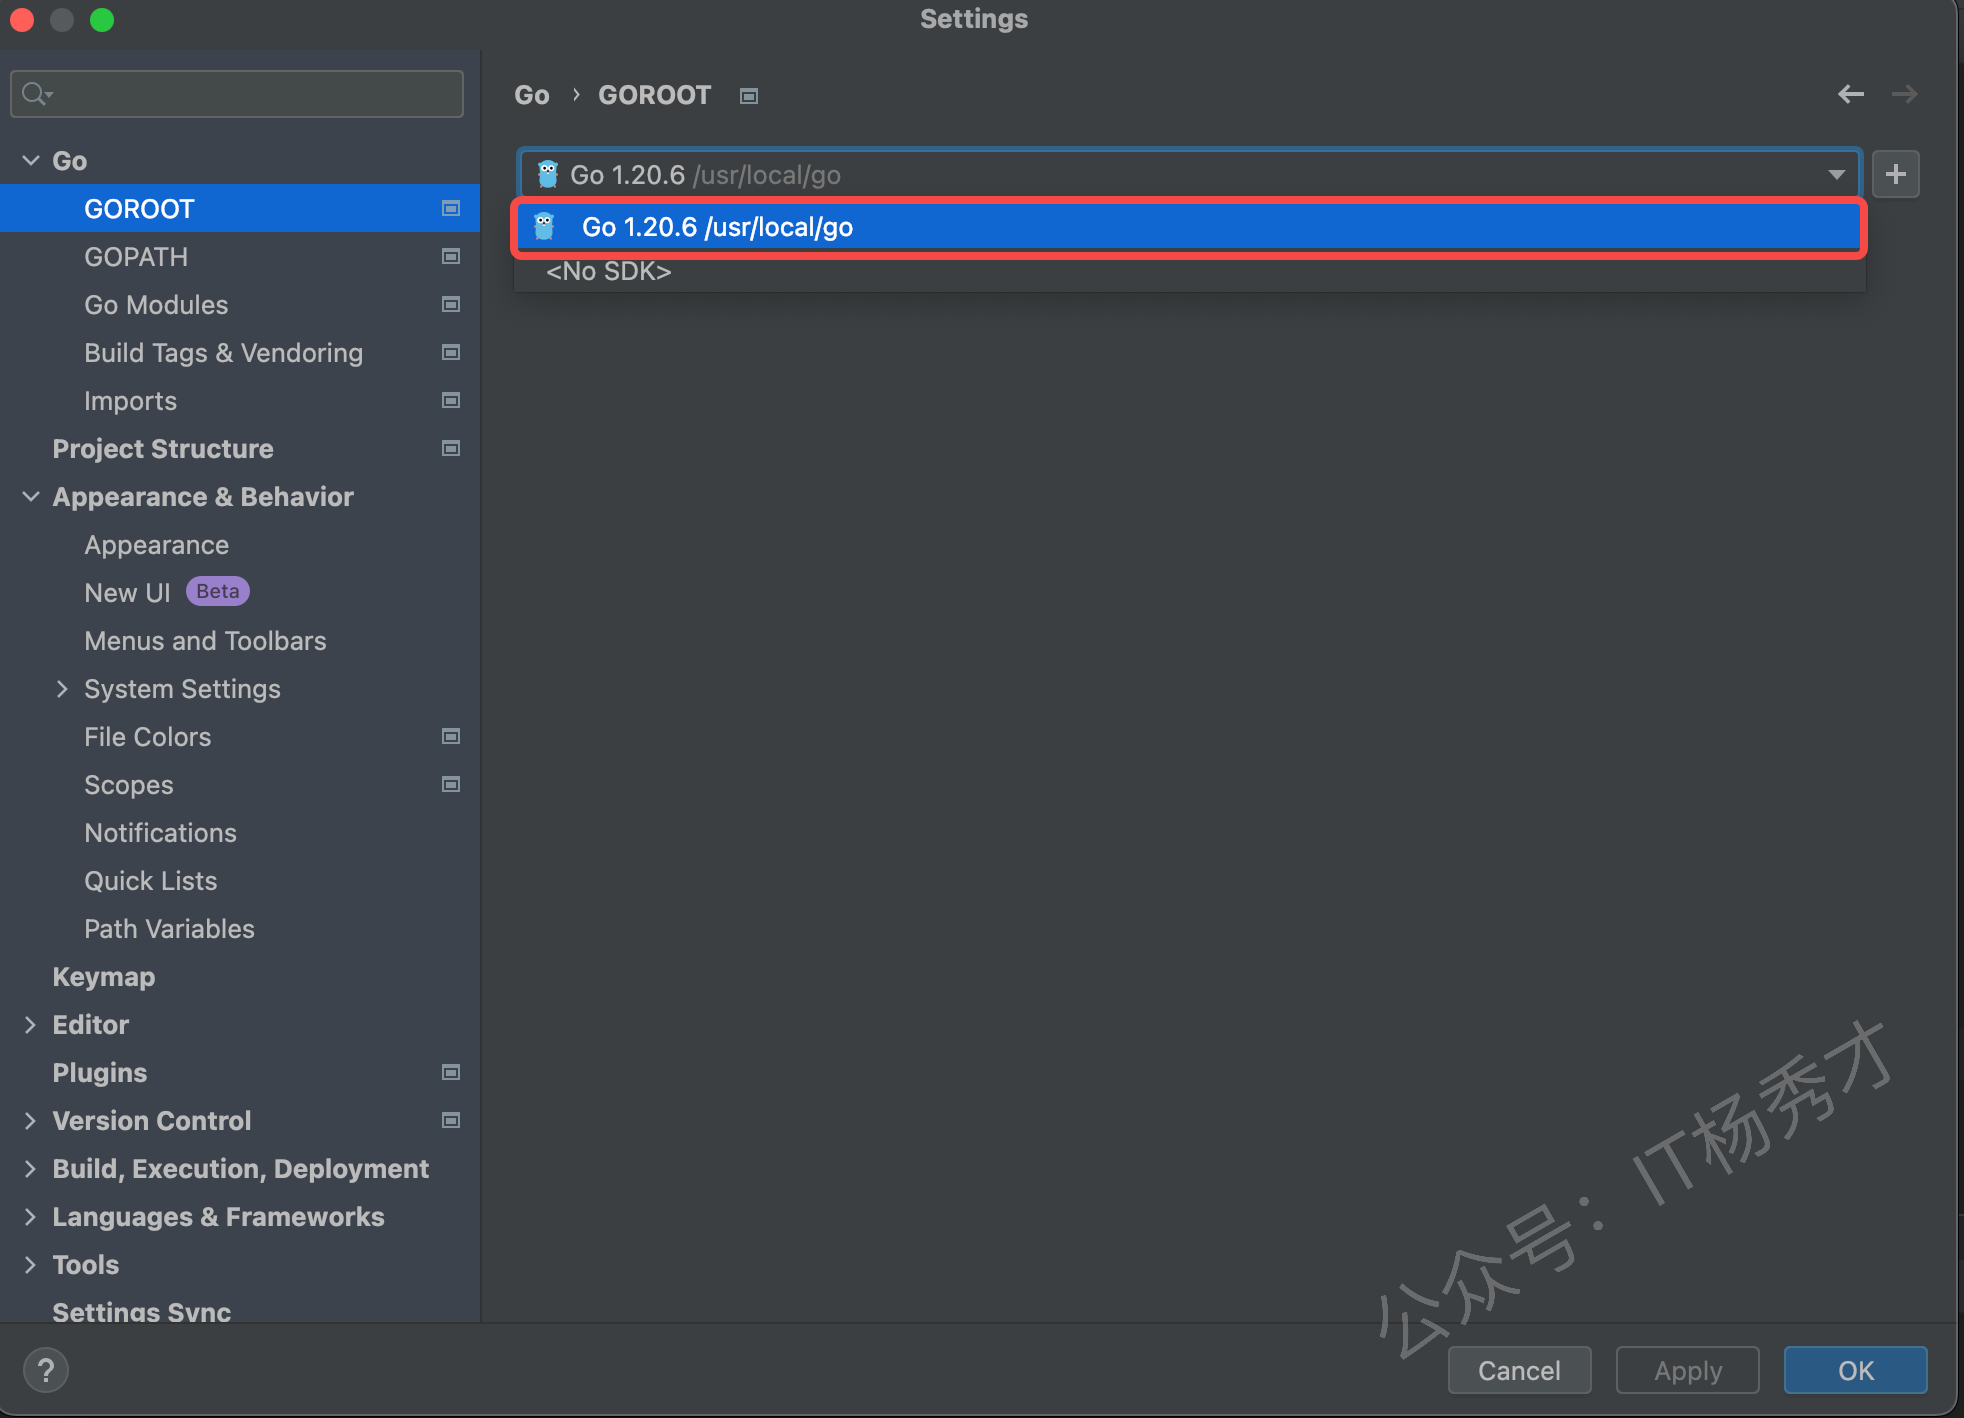 Settings
Go › GOROOT
Go 1.20.6 /usr/local/go
Go 1.20.6 /usr/local/go
<No SDK>
Go
GOROOT
GOPATH
Go Modules
Build Tags & Vendoring
Imports
Project Structure
Appearance & Behavior
Appearance
New UI Beta
Menus and Toolbars
System Settings
File Colors
Scopes
Notifications
Quick Lists
Path Variables
Keymap
Editor
Plugins
Version Control
Build, Execution, Deployment
Languages & Frameworks
Tools
Settings Sync
公众号：IT杨秀才
?
Cancel
Apply
OK